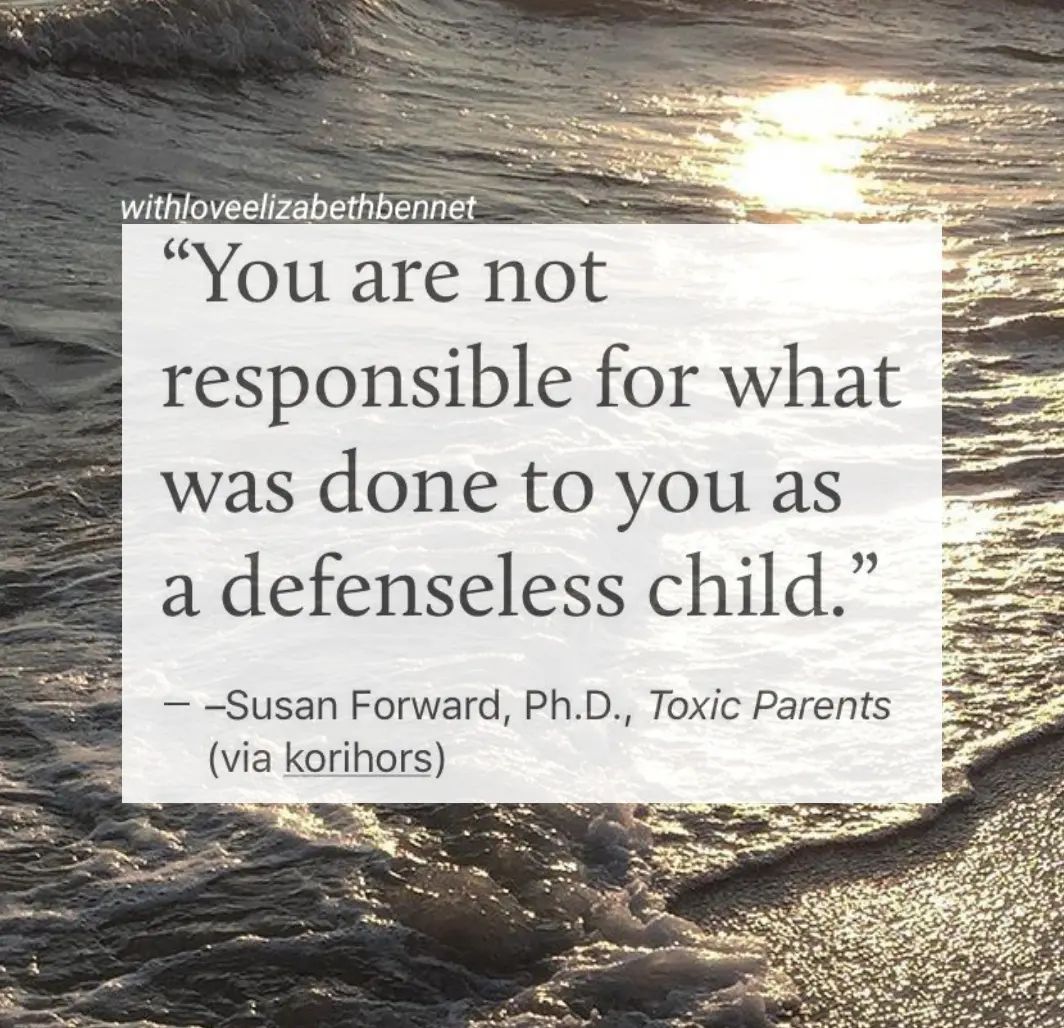 withloveelizabethbennet
“You are not
responsible for what
was done to you as
a defenseless child.”
— –Susan Forward, Ph.D., Toxic Parents
(via korihors)